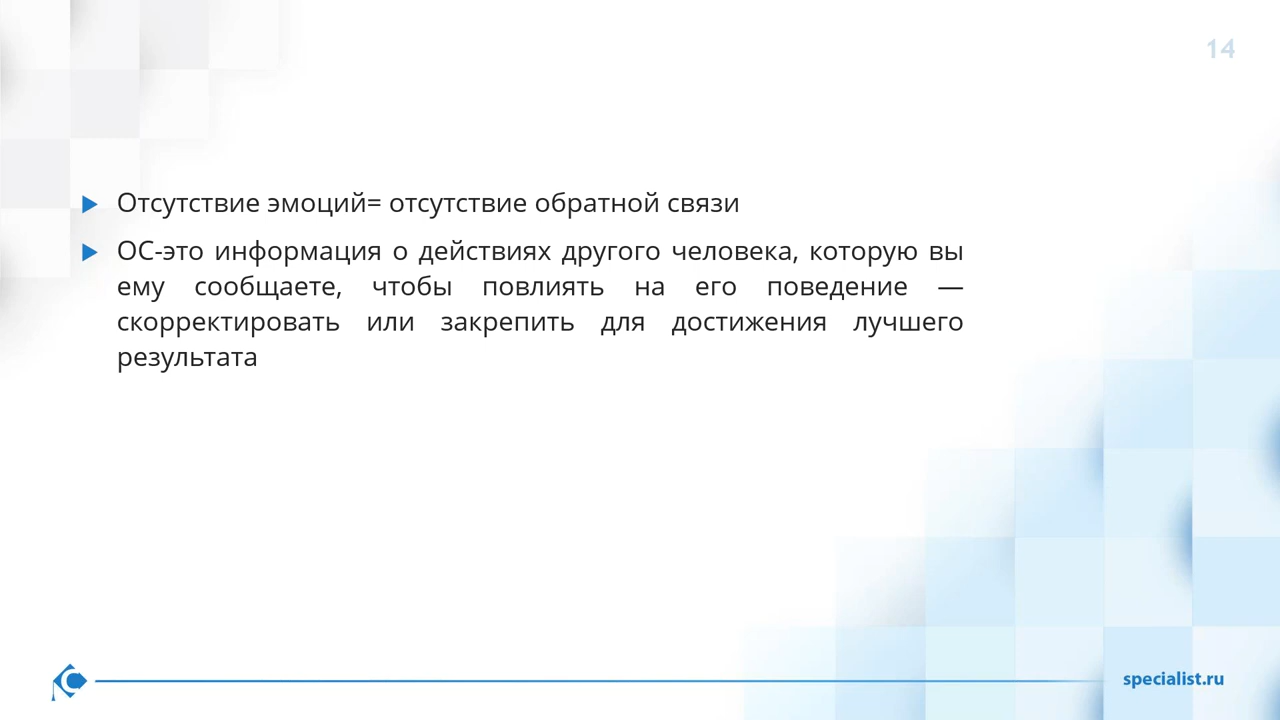 14
Отсутствие эмоций= отсутствие обратной связи
ОС-это информация о действиях другого человека, которую вы
ему сообщаете, чтобы повлиять на его поведение —
скорректировать или закрепить для достижения лучшего
результата
specialist.ru